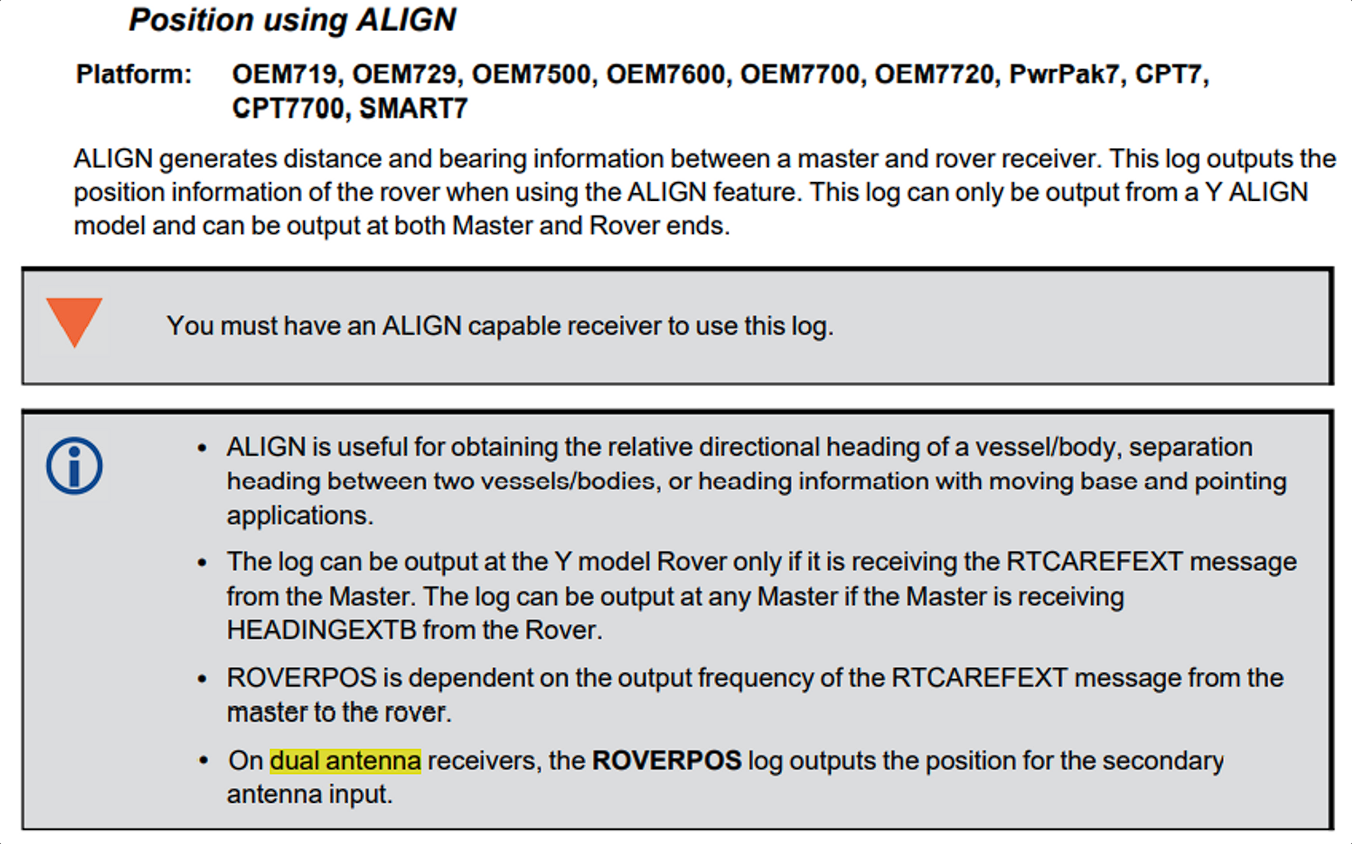 Position using ALIGN
Platform: OEM719, OEM729, OEM7500, OEM7600, OEM7700, OEM7720, PwrPak7, CPT7,
CPT7700, SMART7
ALIGN generates distance and bearing information between a master and rover receiver. This log outputs the
position information of the rover when using the ALIGN feature. This log can only be output from a Y ALIGN
model and can be output at both Master and Rover ends.
You must have an ALIGN capable receiver to use this log.
• ALIGN is useful for obtaining the relative directional heading of a vessel/body, separation
heading between two vessels/bodies, or heading information with moving base and pointing
applications.
• The log can be output at the Y model Rover only if it is receiving the RTCAREFEXT message
from the Master. The log can be output at any Master if the Master is receiving
HEADINGEXTB from the Rover.
• ROVERPOS is dependent on the output frequency of the RTCAREFEXT message from the
master to the rover.
• On dual antenna receivers, the ROVERPOS log outputs the position for the secondary
antenna input.